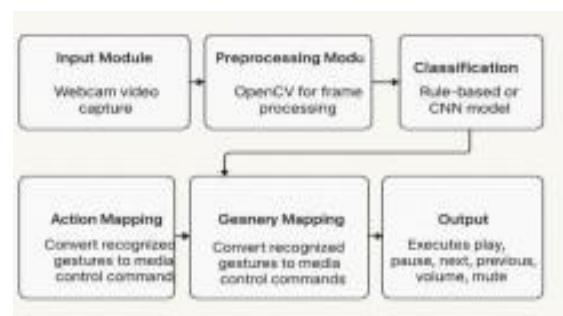 Input Module
Webcam video
capture
Preprocessing Modu
OpenCV for frame
processing
Classification
Rule-based or
CNN model
Action Mapping
Convert recognized
gestures to media
control command
Gesnery Mapping
Convert recognized
gestures to media
control commands
Output
Executes play,
pause, next, previous,
volume, mute